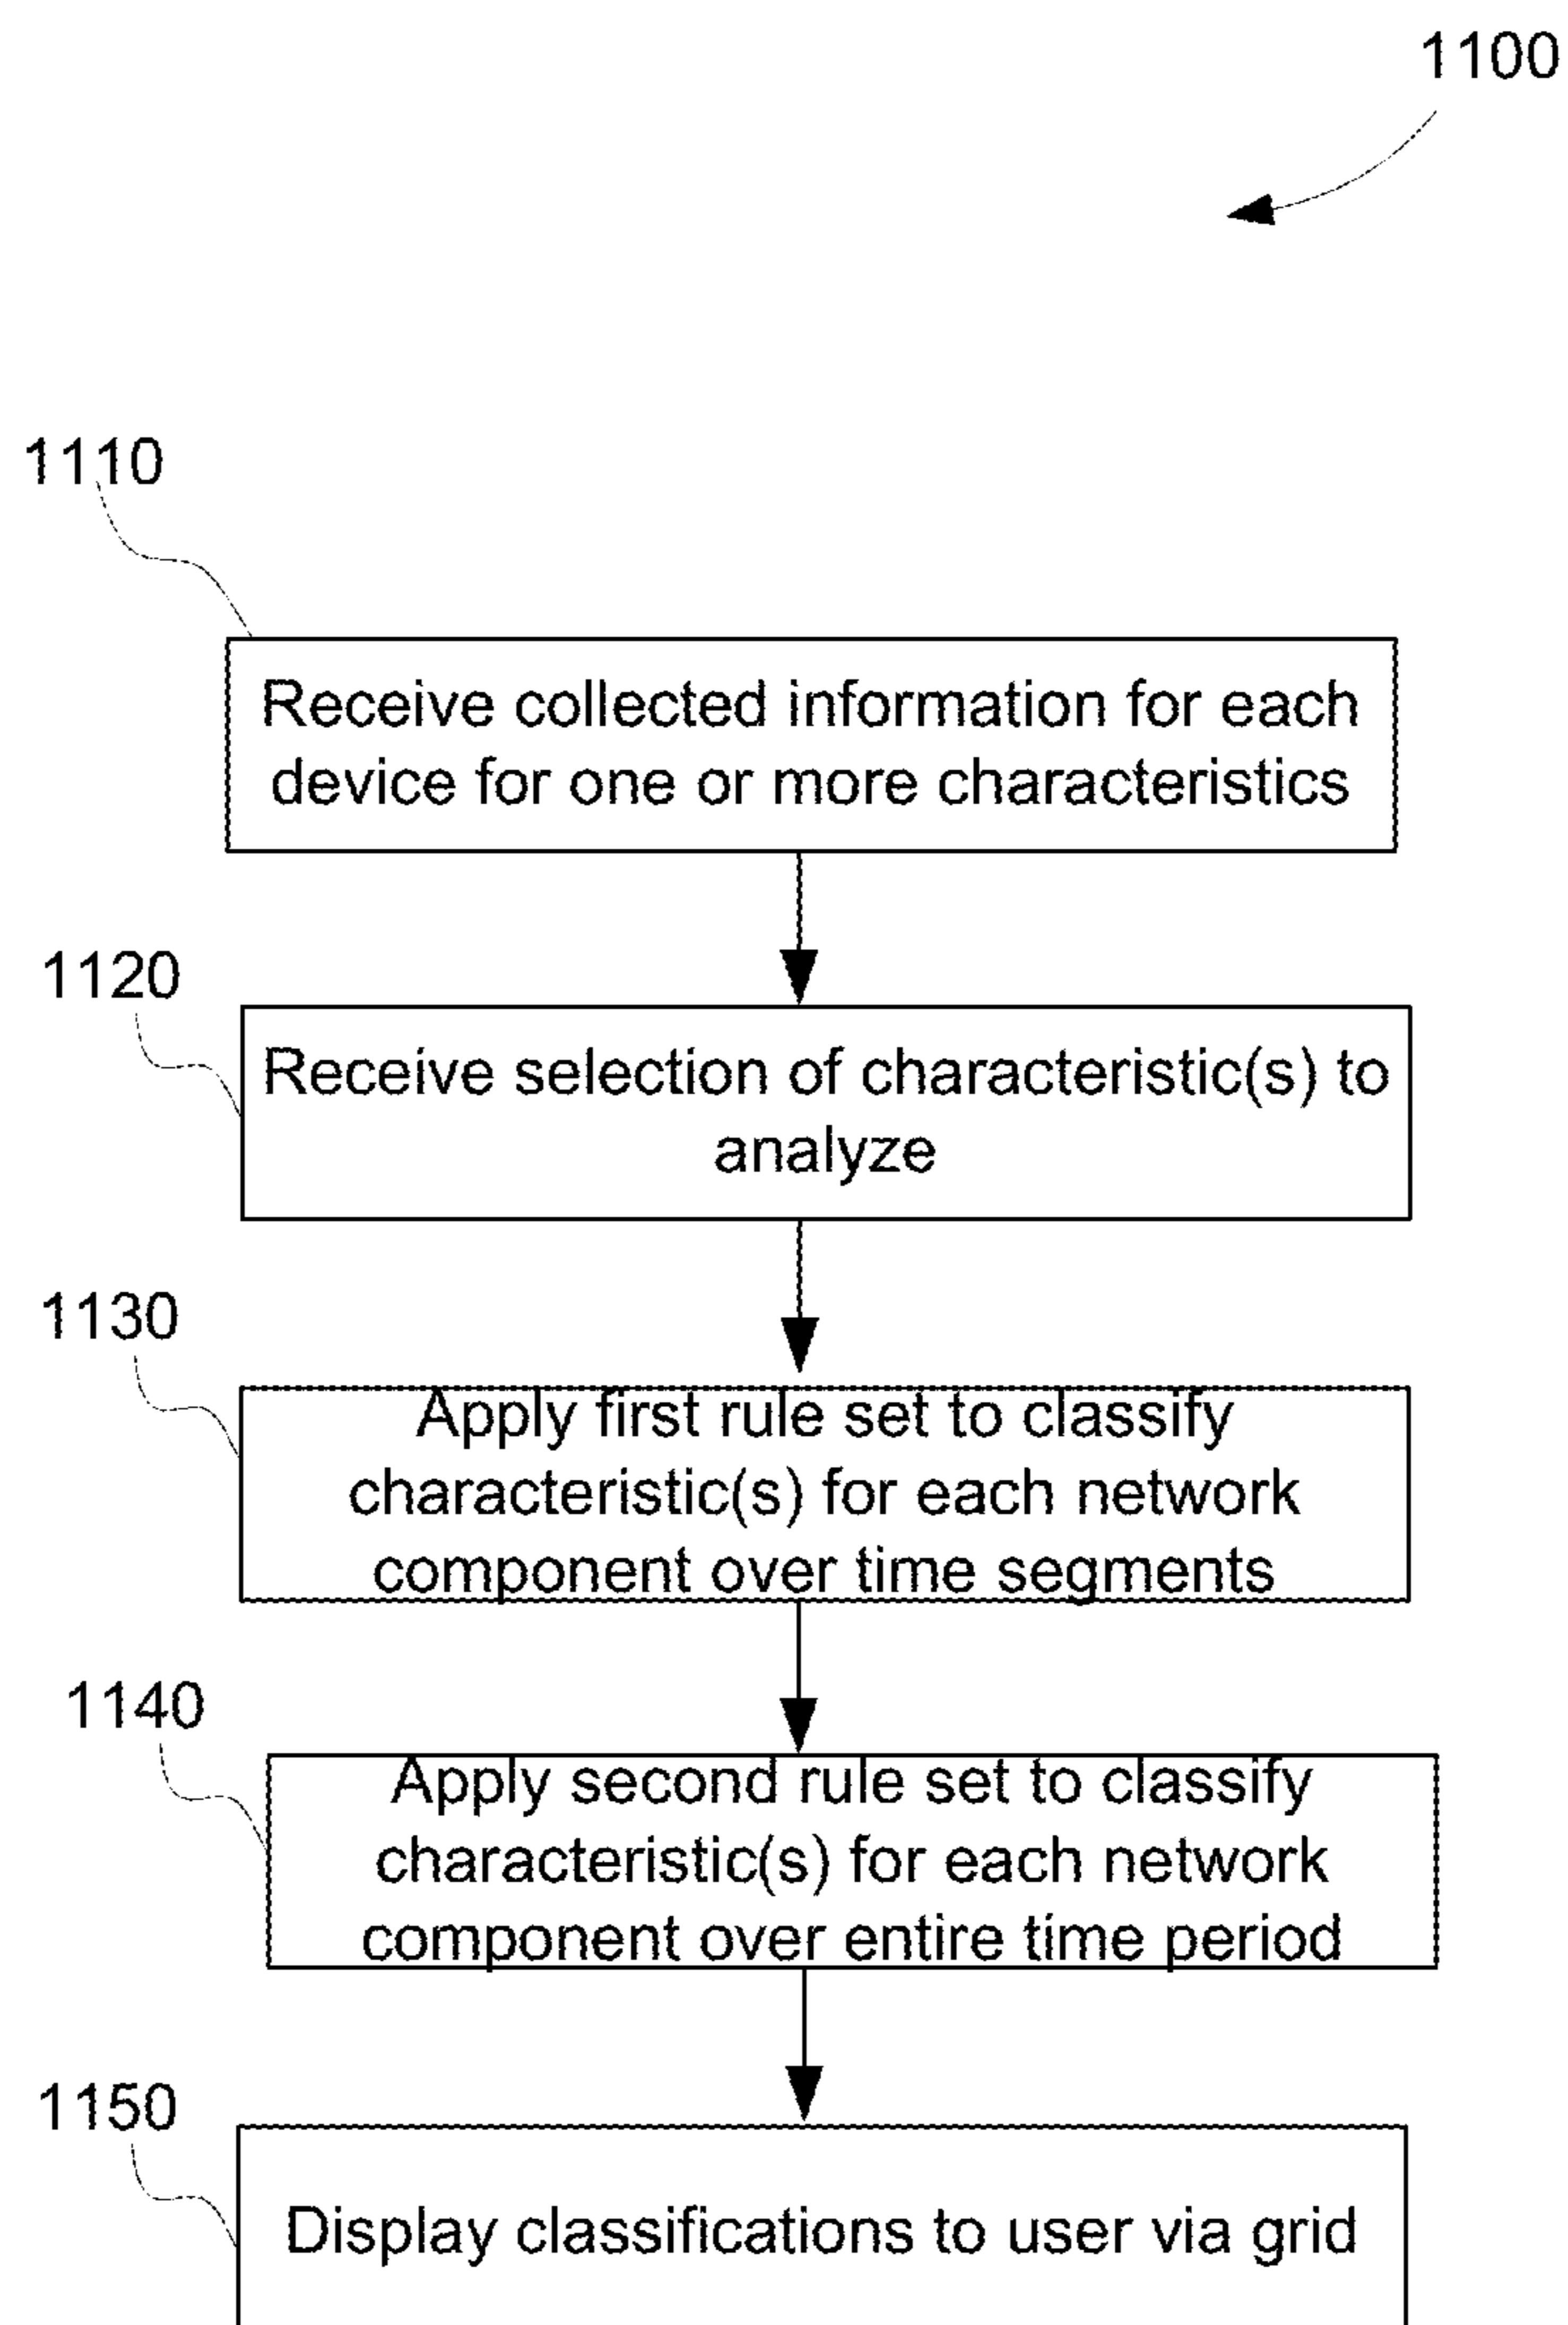 1100
1110
Receive collected information for each
device for one or more characteristics
1120
Receive selection of characteristic(s) to
analyze
1130
Apply first rule set to classify
characteristic(s) for each network
component over time segments
1140
Apply second rule set to classify
characteristic(s) for each network
component over entire time period
1150
Display classifications to user via grid